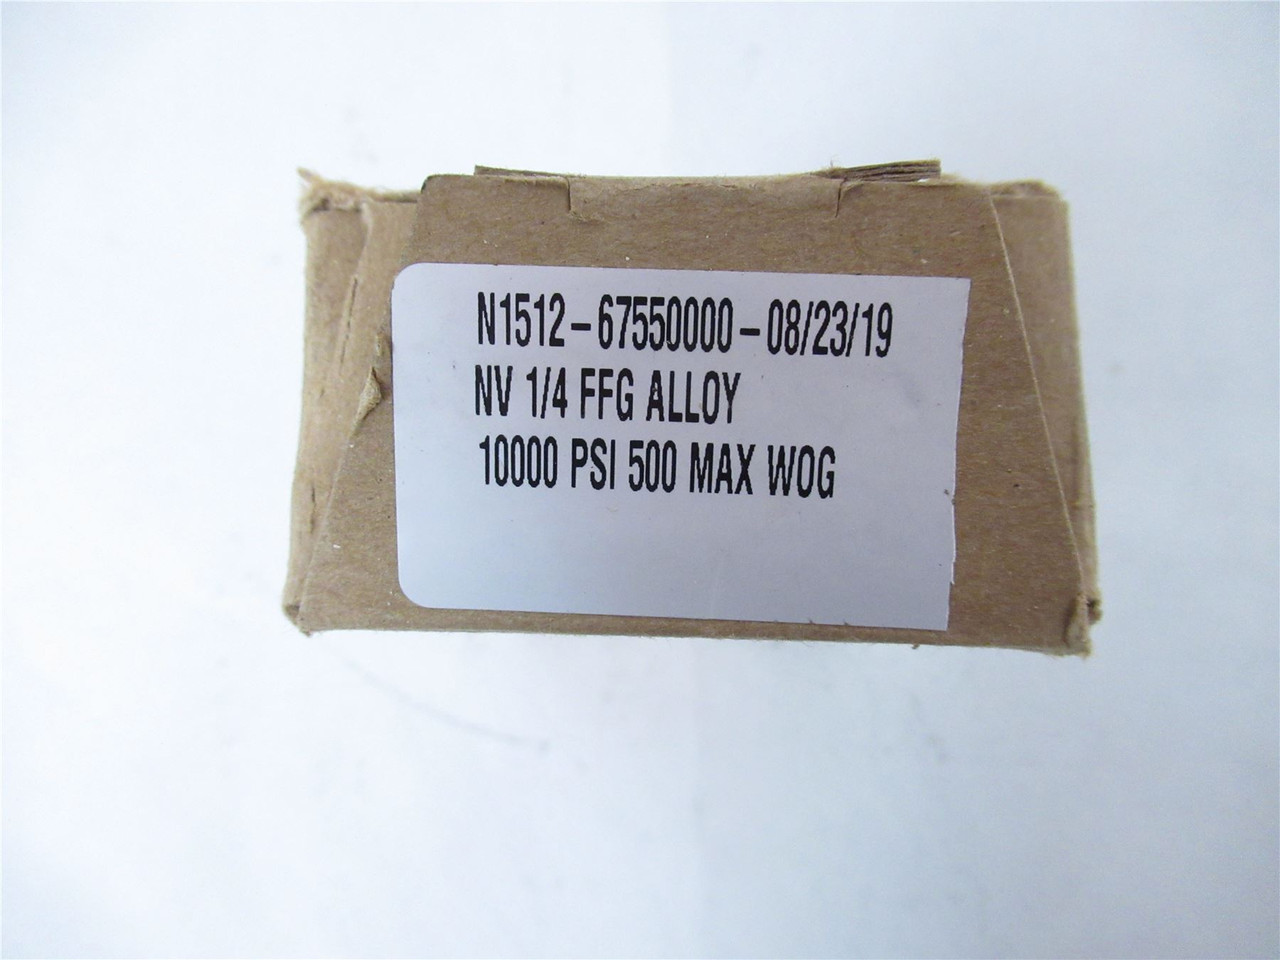 N1512-67550000-08/23/19
NV 1/4 FFG ALLOY
10000 PSI 500 MAX WOG